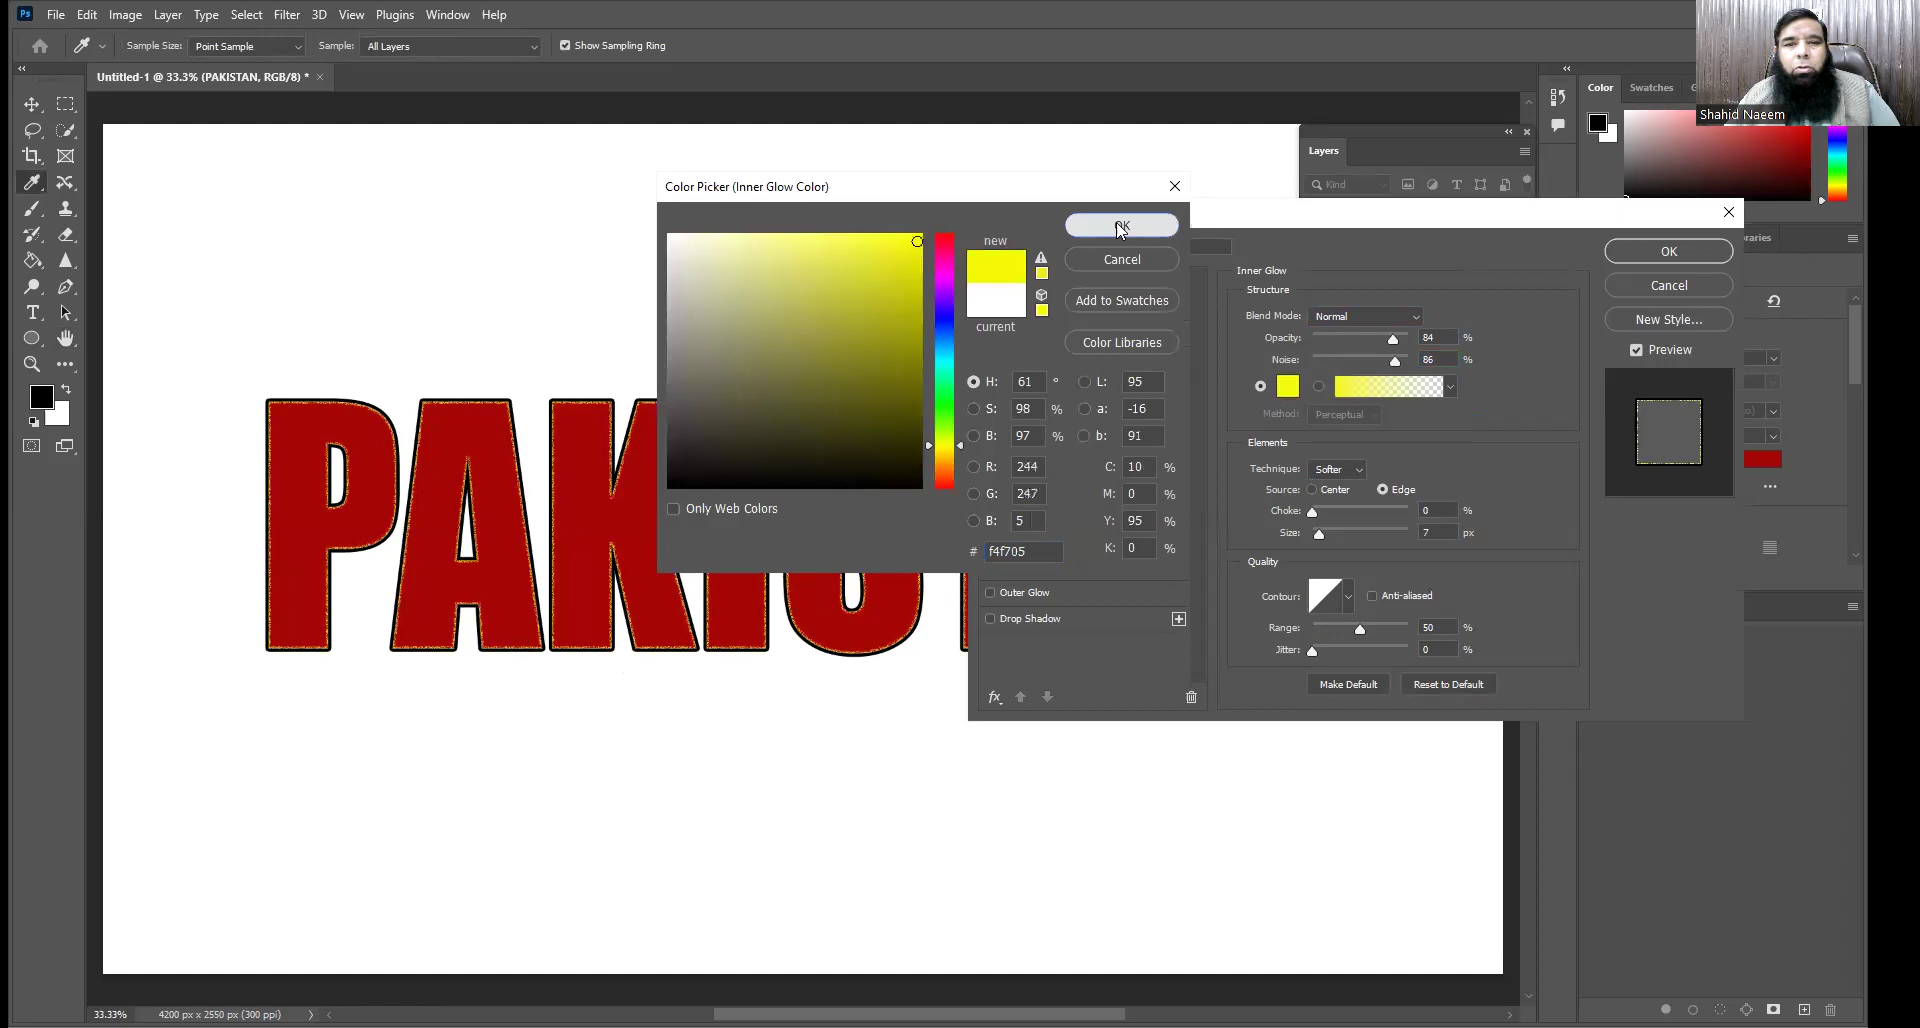 Ps File Edit Image Layer Type Select Filter 3D View Plugins Window Help
Sample Size: Point Sample Sample: All Layers Show Sampling Ring
Shahid Naeem
Untitled-1 @ 33.3% (PAKISTAN, RGB/8) * ×
Color Swatches
Layers
Kind
Color Picker (Inner Glow Color)
new
current
OK
Cancel
Add to Swatches
Color Libraries
H: 61 ° L: 95
S: 98 % a: -16
B: 97 % b: 91
R: 244 C: 10 %
G: 247 M: 0 %
B: 5 Y: 95 %
# f4f705 K: 0 %
Only Web Colors
PAKIST
Outer Glow
Drop Shadow
fx
Inner Glow
Structure
Blend Mode: Normal
Opacity: 84 %
Noise: 86 %
Method: Perceptual
Elements
Technique: Softer
Source: Center Edge
Choke: 0 %
Size: 7 px
Quality
Contour: Anti-aliased
Range: 50 %
Jitter: 0 %
Make Default Reset to Default
OK
Cancel
New Style...
Preview
raries
33.33% 4200 px x 2550 px (300 ppi)